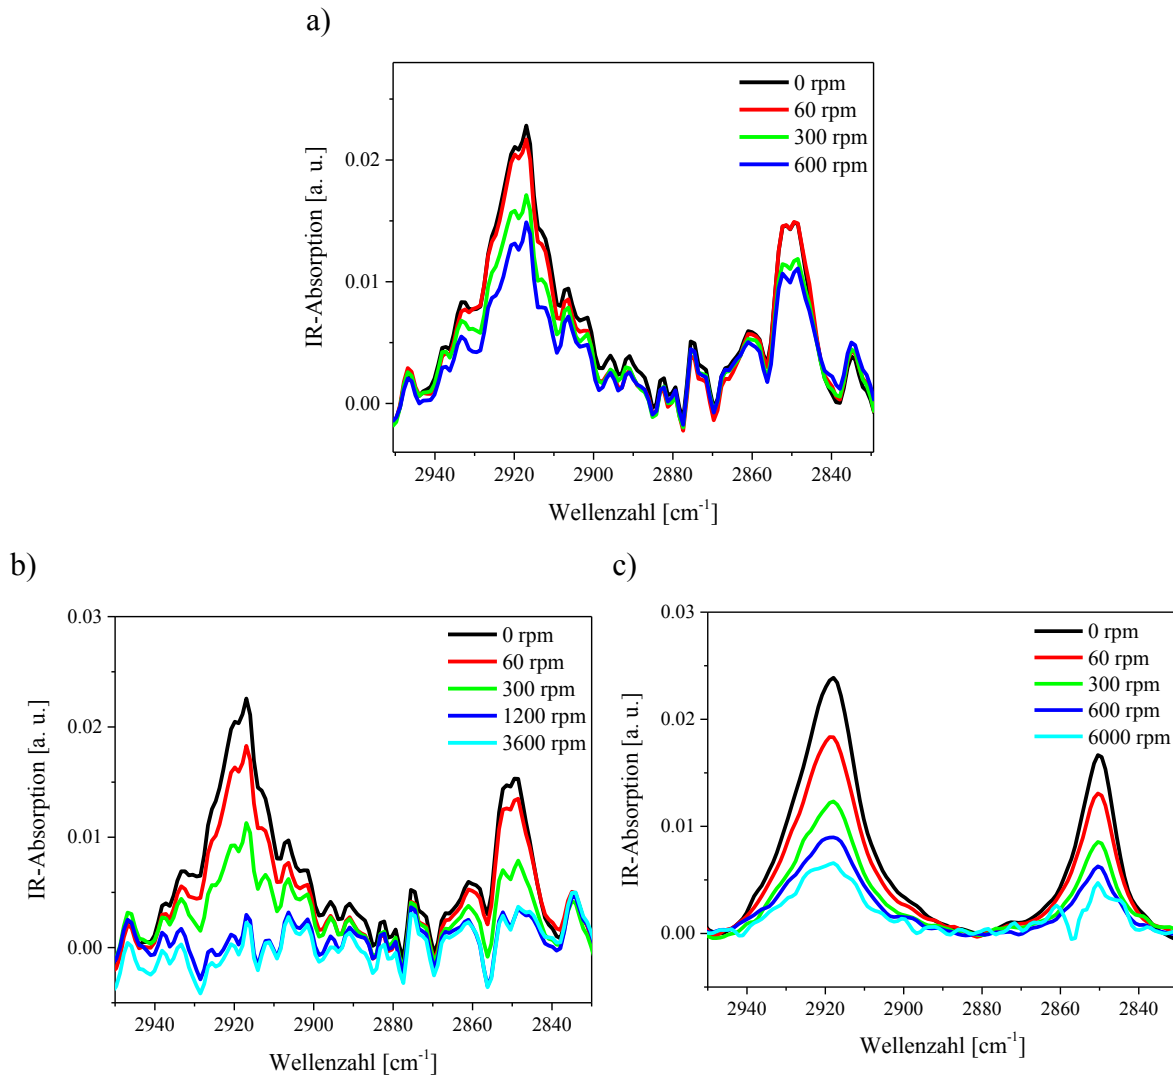 a)
0 rpm
60 rpm
300 rpm
600 rpm
0.02
0.01
0.00
IR-Absorption [a. u.]
2940 2920 2900 2880 2860 2840
Wellenzahl [cm⁻¹]
b)
0.03
0.02
0.01
0.00
IR-Absorption [a. u.]
0 rpm
60 rpm
300 rpm
1200 rpm
3600 rpm
2940 2920 2900 2880 2860 2840
Wellenzahl [cm⁻¹]
c)
0.03
0.02
0.01
0.00
IR-Absorption [a. u.]
0 rpm
60 rpm
300 rpm
600 rpm
6000 rpm
2940 2920 2900 2880 2860 2840
Wellenzahl [cm⁻¹]